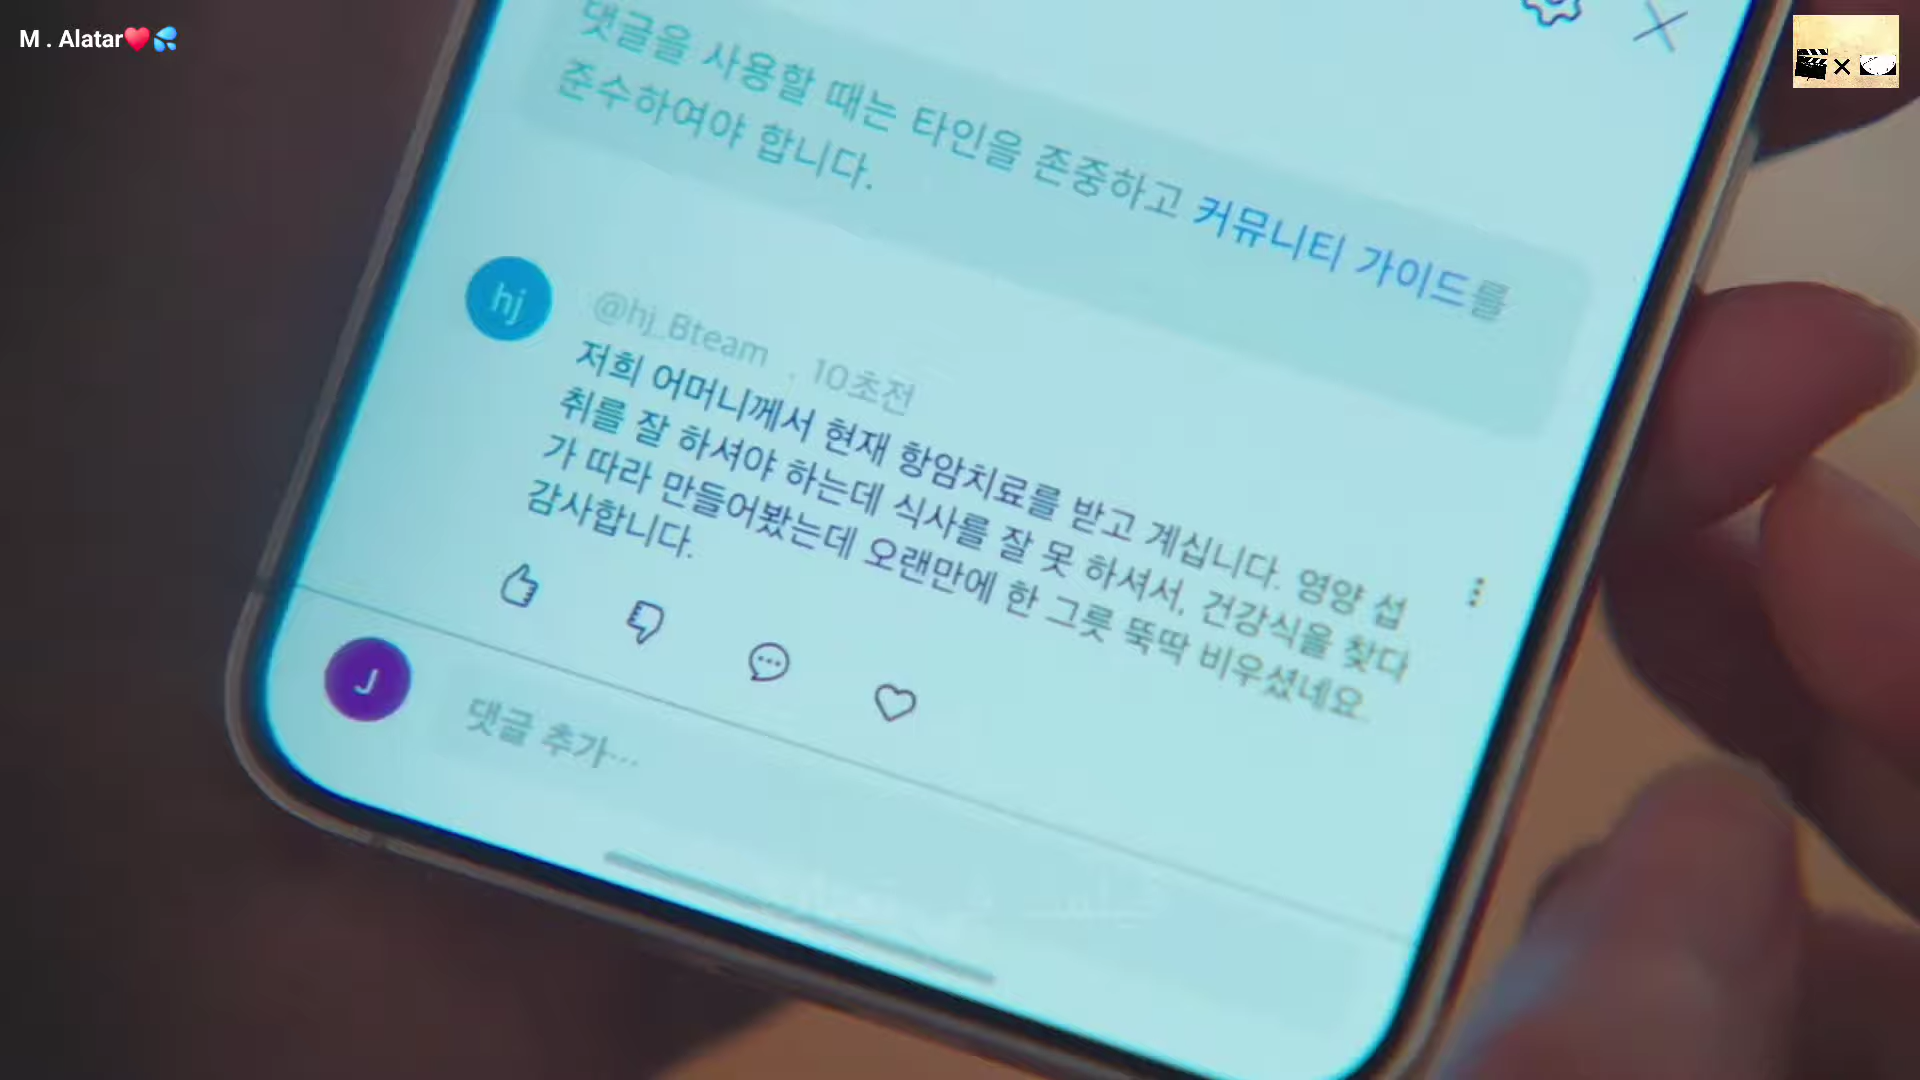 M . Alatar❤️💦
댓글을 사용할 때는 타인을 존중하고 커뮤니티 가이드를
준수하여야 합니다.
hj
@hj_Bteam . 10초전
저희 어머니께서 현재 항암치료를 받고 계십니다. 영양 섭
취를 잘 하셔야 하는데 식사를 잘 못 하셔서, 건강식을 찾다
가 따라 만들어봤는데 오랜만에 한 그릇 뚝딱 비우셨네요.
감사합니다.
J
댓글 추가...